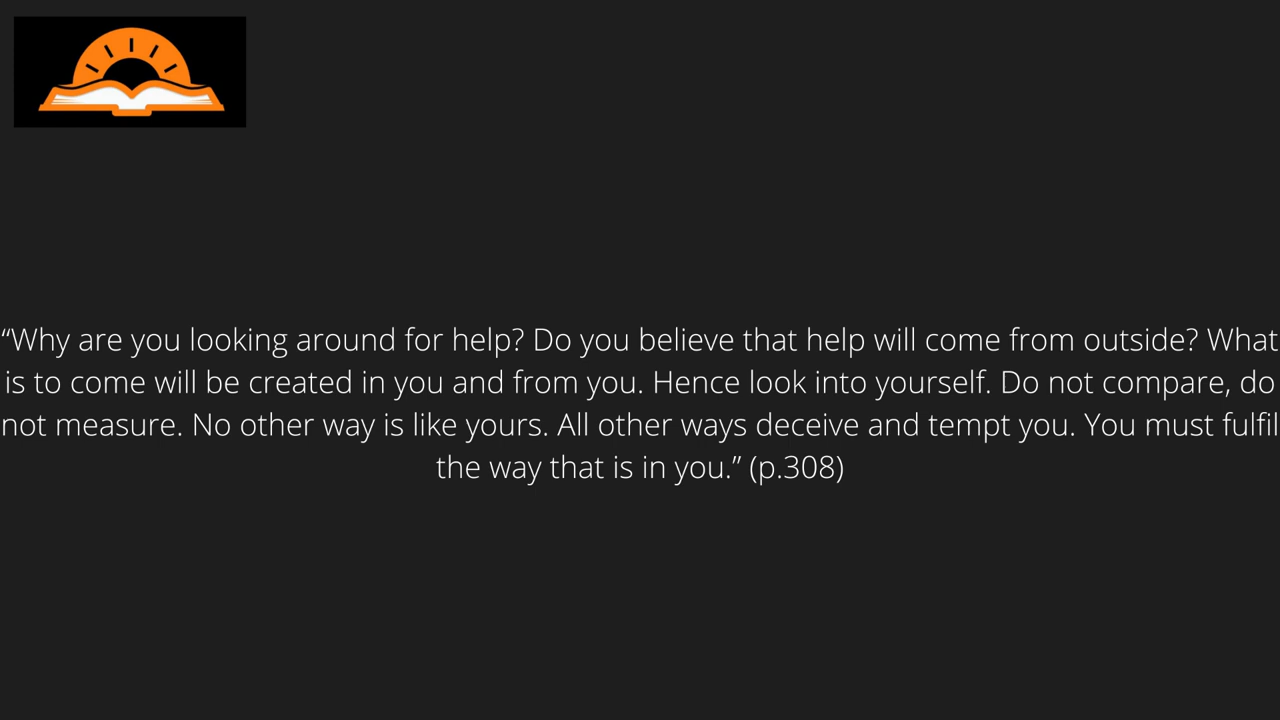 “Why are you looking around for help? Do you believe that help will come from outside? What
is to come will be created in you and from you. Hence look into yourself. Do not compare, do
not measure. No other way is like yours. All other ways deceive and tempt you. You must fulfil
the way that is in you.” (p.308)